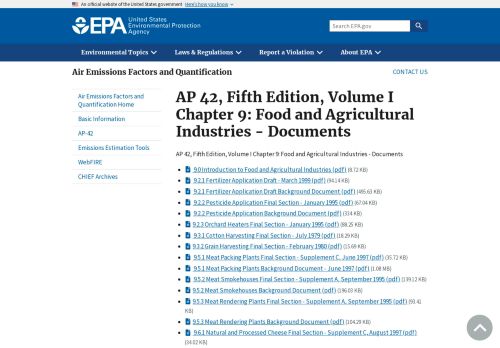 An official website of the United States government Here's how you know
EPA United States
Environmental Protection
Agency
Search EPA.gov
Environmental Topics Laws & Regulations Report a Violation About EPA
Air Emissions Factors and Quantification
CONTACT US
Air Emissions Factors and
Quantification Home
Basic Information
AP-42
Emissions Estimation Tools
WebFIRE
CHIEF Archives
AP 42, Fifth Edition, Volume I
Chapter 9: Food and Agricultural
Industries - Documents
AP 42, Fifth Edition, Volume I Chapter 9: Food and Agricultural Industries - Documents
9.0 Introduction to Food and Agricultural Industries (pdf) (8.72 KB)
9.2.1 Fertilizer Application Draft - March 1999 (pdf) (94.14 KB)
9.2.1 Fertilizer Application Draft Background Document (pdf) (495.63 KB)
9.2.2 Pesticide Application Final Section - January 1995 (pdf) (67.04 KB)
9.2.2 Pesticide Application Background Document (pdf) (3.14 KB)
9.2.3 Orchard Heaters Final Section - January 1995 (pdf) (88.25 KB)
9.3.1 Cotton Harvesting Final Section - July 1979 (pdf) (18.29 KB)
9.3.2 Grain Harvesting Final Section - February 1980 (pdf) (15.69 KB)
9.5.1 Meat Packing Plants Final Section - Supplement C, June 1997 (pdf) (35.72 KB)
9.5.1 Meat Packing Plants Background Document - June 1997 (pdf) (1.08 MB)
9.5.2 Meat Smokehouses Final Section - Supplement A, September 1995 (pdf) (139.12 KB)
9.5.2 Meat Smokehouses Background Document (pdf) (196.03 KB)
9.5.3 Meat Rendering Plants Final Section - Supplement A, September 1995 (pdf) (93.41
KB)
9.5.3 Meat Rendering Plants Background Document (pdf) (104.29 KB)
9.6.1 Natural and Processed Cheese Final Section - Supplement C, August 1997 (pdf)
(34.02 KB)